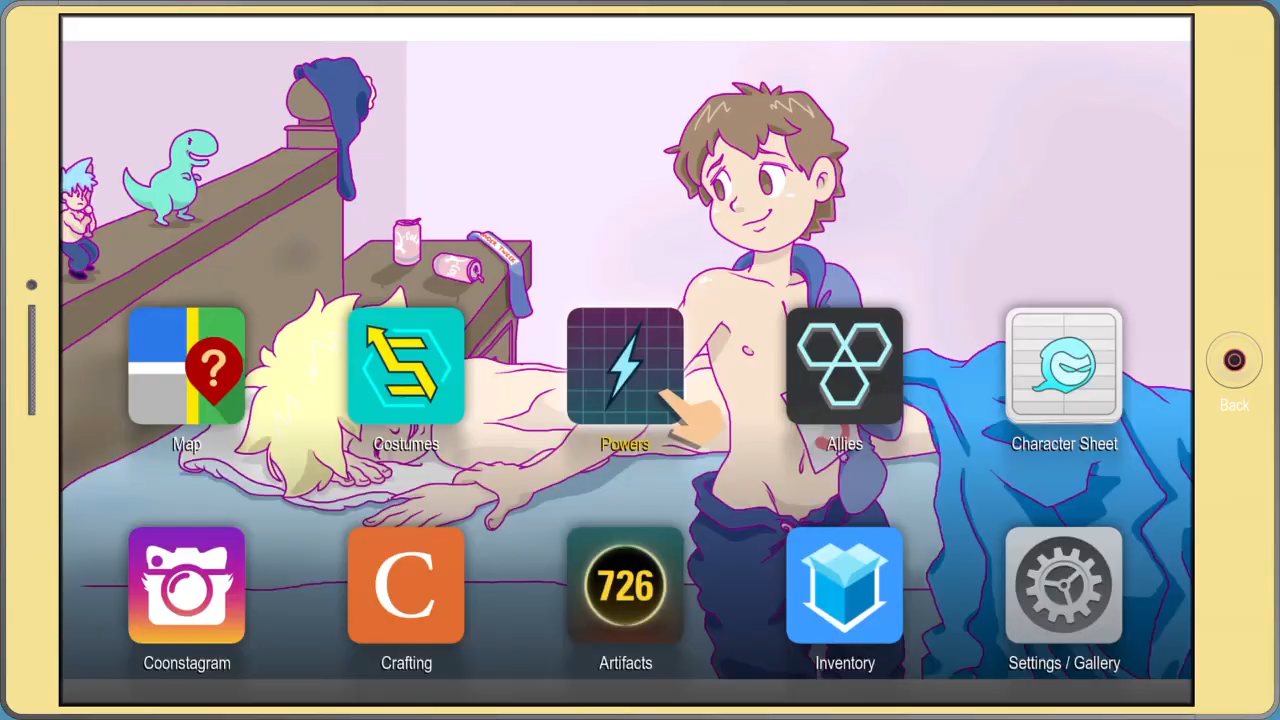 Back
?
Map
Costumes
Powers
Allies
Character Sheet
C
726
Coonstagram
Crafting
Artifacts
Inventory
Settings / Gallery